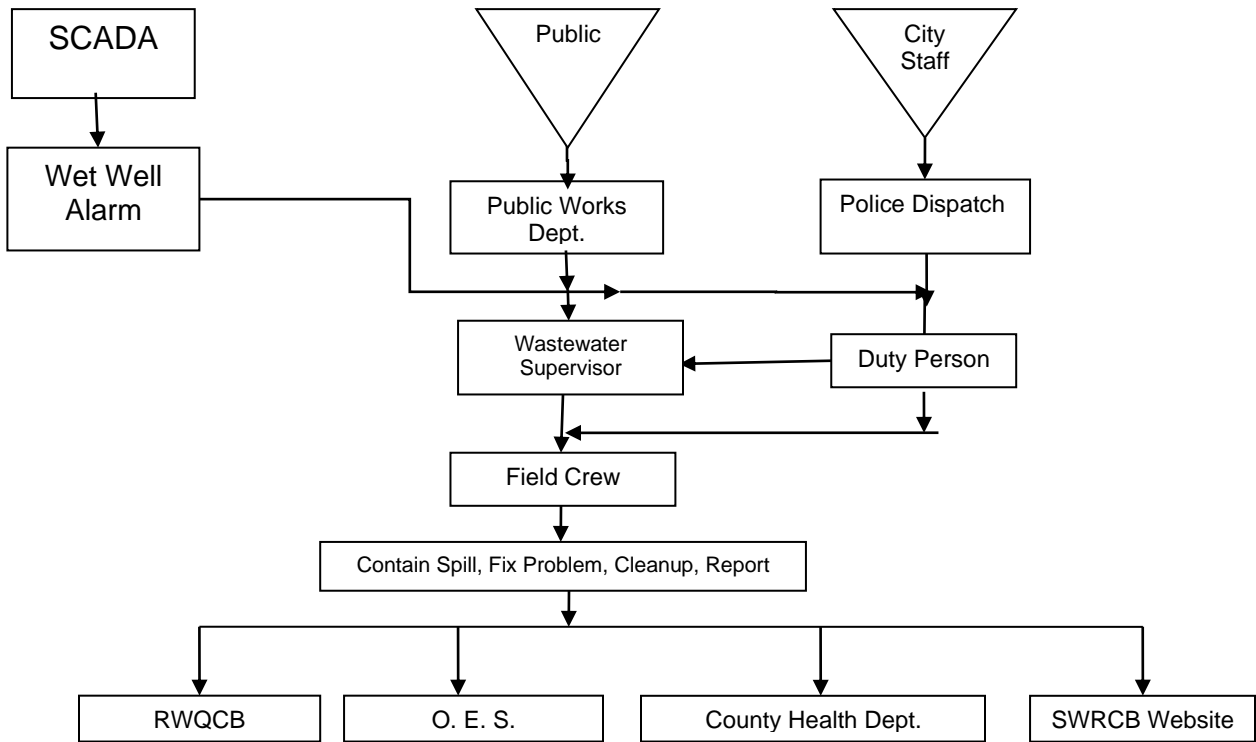 SCADA
Public
City
Staff
Wet Well
Alarm
Public Works
Dept.
Police Dispatch
Wastewater
Supervisor
Duty Person
Field Crew
Contain Spill, Fix Problem, Cleanup, Report
RWQCB
O. E. S.
County Health Dept.
SWRCB Website